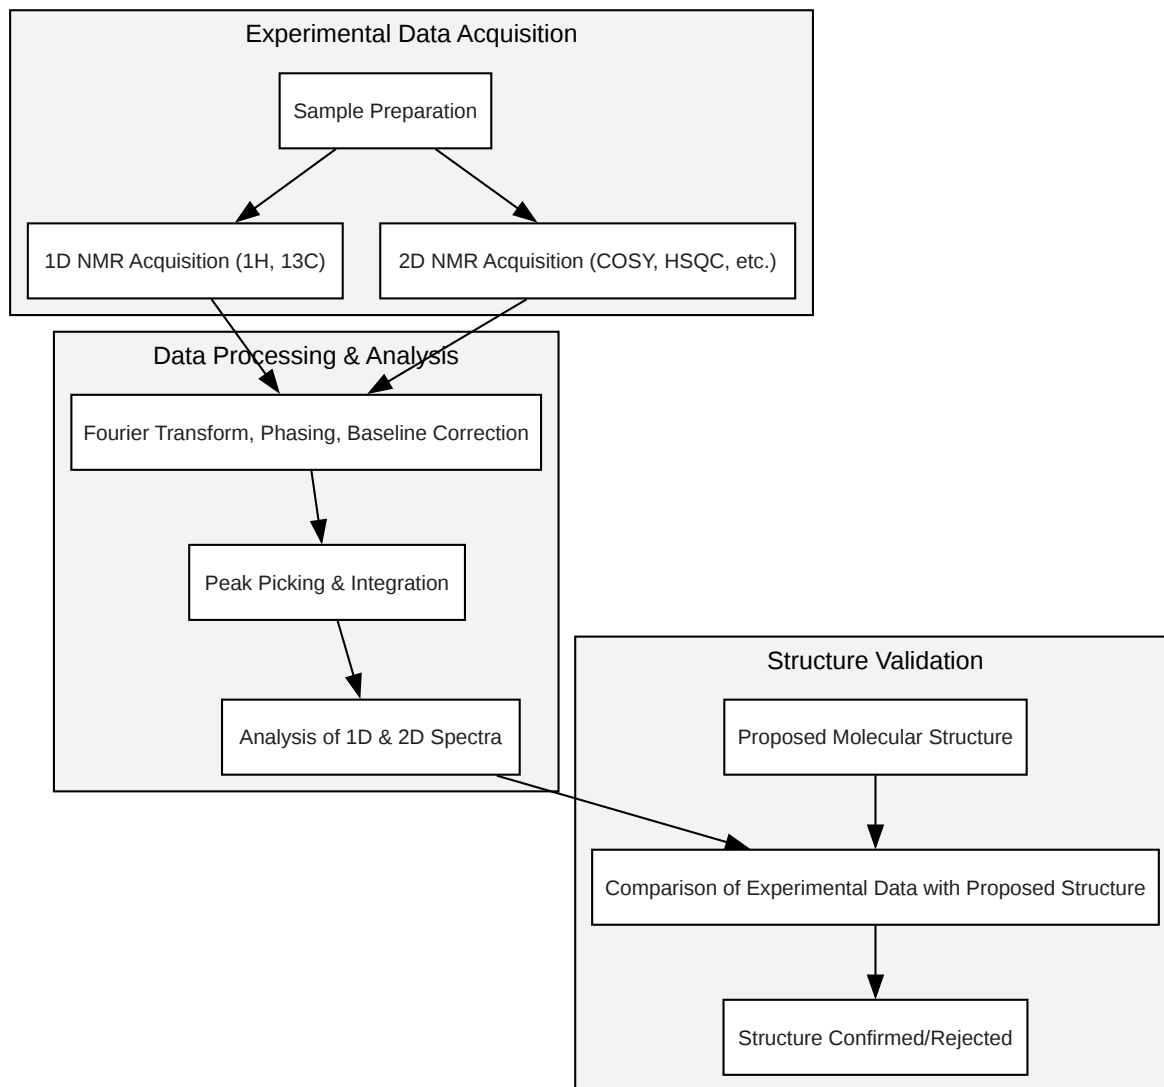 Experimental Data Acquisition
Sample Preparation
1D NMR Acquisition (1H, 13C)
2D NMR Acquisition (COSY, HSQC, etc.)
Data Processing & Analysis
Fourier Transform, Phasing, Baseline Correction
Peak Picking & Integration
Analysis of 1D & 2D Spectra
Structure Validation
Proposed Molecular Structure
Comparison of Experimental Data with Proposed Structure
Structure Confirmed/Rejected